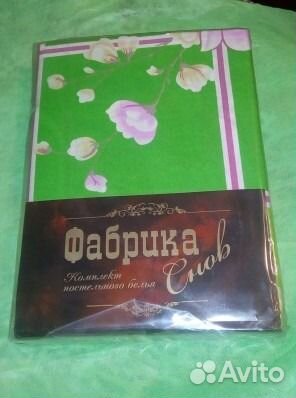 Фабрика
Снов
Комплект
постельного белья
Avito